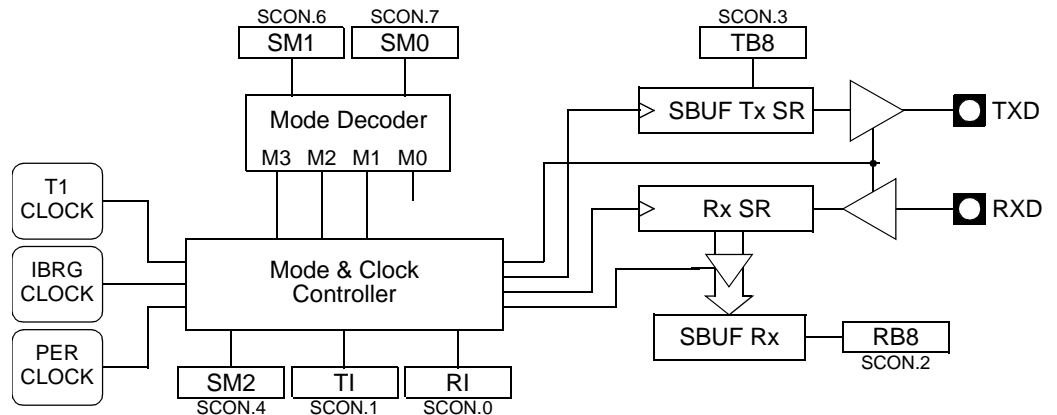 SCON.6
SCON.7
SCON.3
SM1
SM0
TB8
Mode Decoder
SBUF Tx SR
TXD
M3
M2
M1
M0
T1
CLOCK
Rx SR
RXD
IBRG
CLOCK
Mode & Clock
Controller
SBUF Rx
RB8
SCON.2
PER
CLOCK
SM2
TI
RI
SCON.4
SCON.1
SCON.0